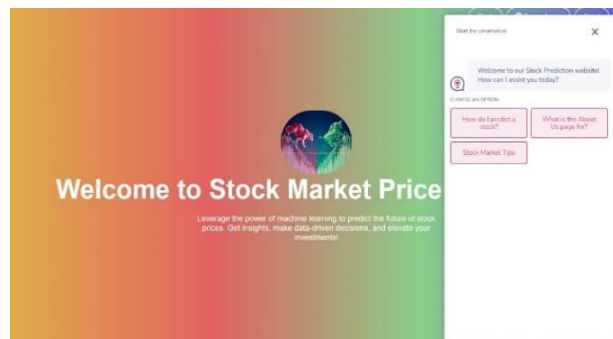 Welcome to Stock Market Price
Leverage the power of machine learning to predict the future of stock
prices. Get insights, make data-driven decisions, and elevate your
investments!
Start the conversation
Welcome to our Stock Prediction website!
How can I assist you today?
CHOOSE AN OPTION
How do I predict a
stock?
What is the About
Us page for?
Stock Market Tips